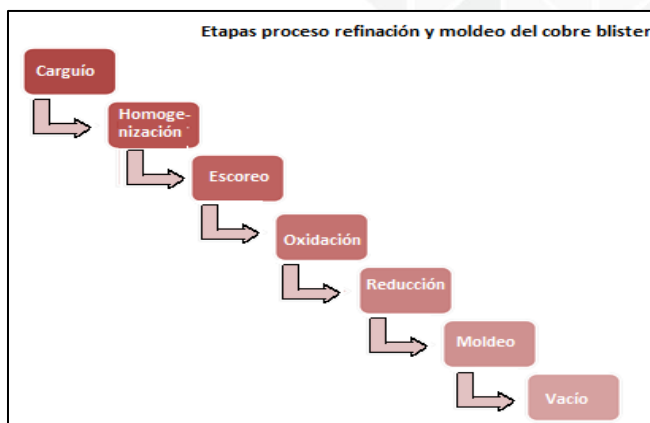 Etapas proceso refinación y moldeo del cobre blister
Carguío
Homoge-
nización
Escoreo
Oxidación
Reducción
Moldeo
Vacío